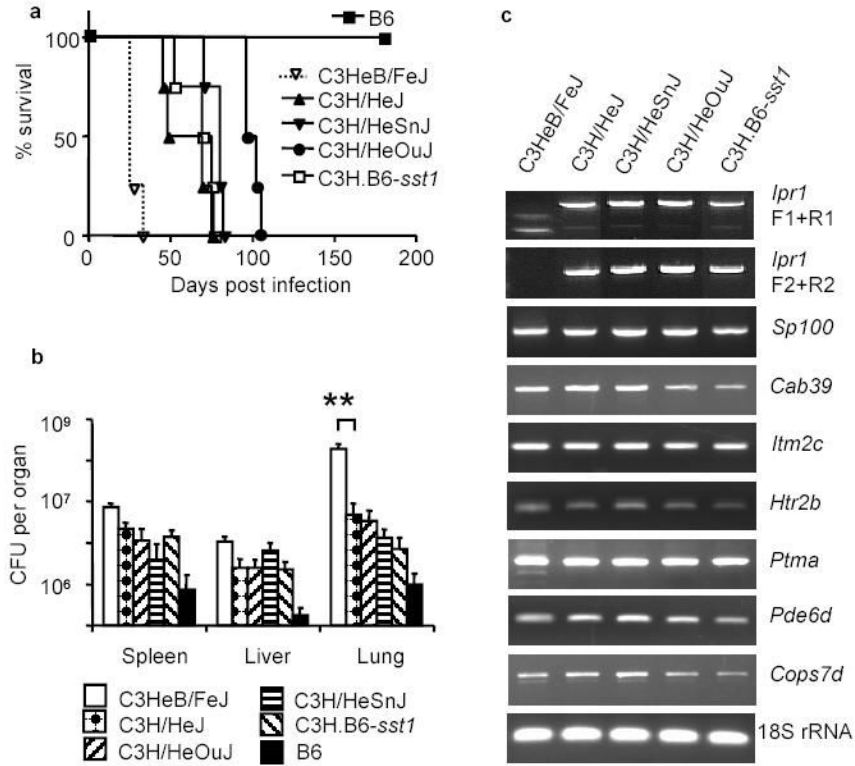 a
B6
C3HeB/FeJ
C3H/HeJ
C3H/HeSnJ
C3H/HeOuJ
C3H.B6-sst1
% survival
100
50
0
0 50 100 150 200
Days post infection
b
**
CFU per organ
10⁹
10⁷
10⁶
Spleen Liver Lung
C3HeB/FeJ
C3H/HeJ
C3H/HeOuJ
C3H/HeSnJ
C3H.B6-sst1
B6
c
C3HeB/FeJ
C3H/HeJ
C3H/HeSnJ
C3H/HeOuJ
C3H.B6-sst1
Ipr1
F1+R1
Ipr1
F2+R2
Sp100
Cab39
Itm2c
Htr2b
Ptma
Pde6d
Cops7d
18S rRNA